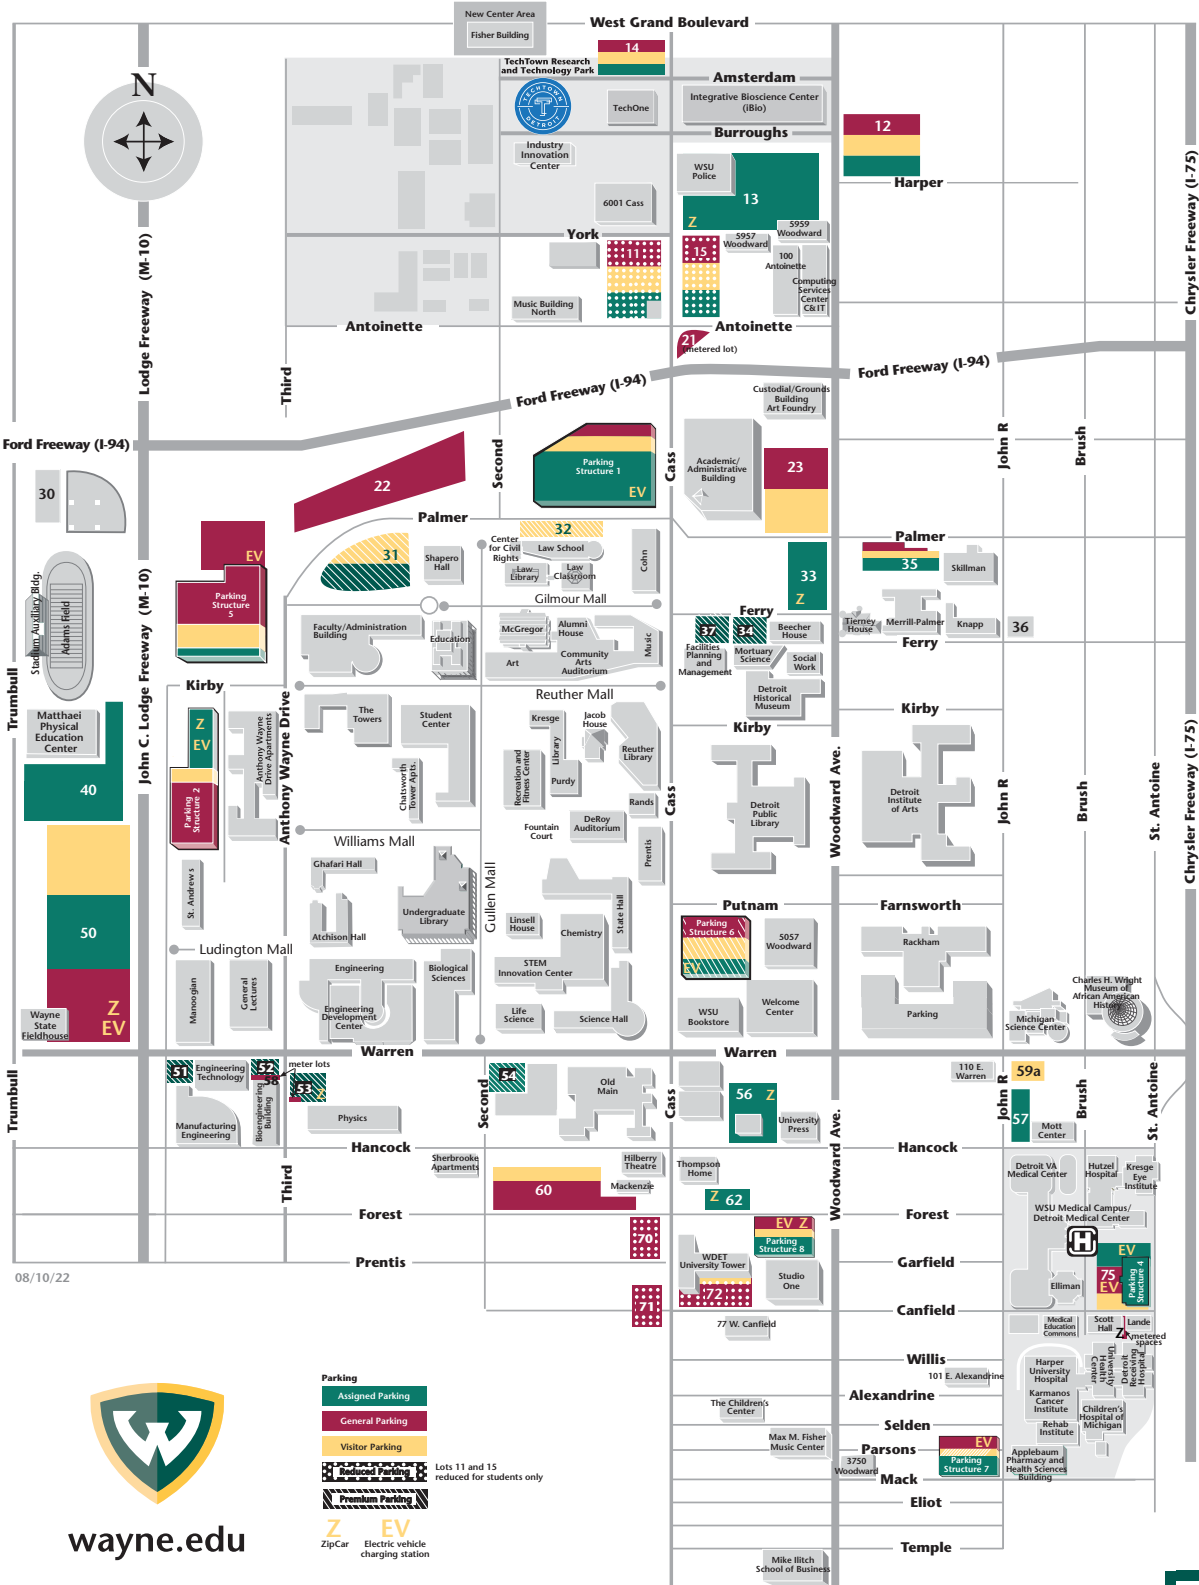 New Center Area
Fisher Building
West Grand Boulevard
14
TechTown Research
and Technology Park
Amsterdam
N
TECHTOWN
T
DETROIT
TechOne
Integrative Bioscience Center
(iBio)
12
Burroughs
Industry
Innovation
Center
WSU
Police
Harper
13
6001 Cass
Z
York
5957
Woodward
5959
Woodward
11
15
100
Antoinette
Computing
Services
Center
C&IT
Music Building
North
Antoinette
Antoinette
Lodge Freeway (M-10)
Chrysler Freeway (I-75)
21
(metered lot)
Third
Ford Freeway (I-94)
Ford Freeway (I-94)
Ford Freeway (I-94)
Custodial/Grounds
Building
Art Foundry
Second
Cass
John R
Brush
30
22
Parking
Structure 1
EV
Academic/
Administrative
Building
23
Palmer
Palmer
32
Center
for Civil
Rights
Law School
Law
Library
Law
Classroom
Cohn
31
Shapero
Hall
EV
Parking
Structure
5
33
Z
35
Skillman
Gilmour Mall
Ferry
Stadium Auxiliary Bldg.
Adams Field
John C. Lodge Freeway (M-10)
Faculty/Administration
Building
Education
McGregor
Alumni
House
Art
Community
Arts
Auditorium
Music
37
34
Beecher
House
Facilities
Planning
and
Management
Mortuary
Science
Social
Work
Detroit
Historical
Museum
Tierney
House
Merrill-Palmer
Knapp
36
Ferry
Trumbull
Kirby
Reuther Mall
Kirby
Kirby
Matthaei
Physical
Education
Center
Z
EV
Parking
Structure 2
Anthony Wayne
Drive Apartments
Anthony Wayne Drive
The
Towers
Student
Center
Chatsworth
Tower Apts.
Kresge
Library
Purdy
Jacob
House
Reuther
Library
Recreation and
Fitness Center
Rands
DeRoy
Auditorium
Fountain
Court
Prentis
Cass
Detroit
Public
Library
Woodward Ave.
Detroit
Institute
of Arts
John R
Brush
St. Antoine
Chrysler Freeway (I-75)
40
Williams Mall
Ghafari Hall
St. Andrew s
50
Atchison Hall
Undergraduate
Library
Gullen Mall
Linsell
House
Chemistry
State Hall
Putnam
Farnsworth
Parking
Structure 6
EV
5057
Woodward
Rackham
Ludington Mall
Manoogian
General
Lectures
Engineering
Engineering
Development
Center
Biological
Sciences
STEM
Innovation Center
Life
Science
Science Hall
WSU
Bookstore
Welcome
Center
Parking
Michigan
Science Center
Charles H. Wright
Museum of
African American
History
Z
EV
Wayne
State
Fieldhouse
Warren
Warren
51
Engineering
Technology
52
58
meter lots
53
Z
54
Old
Main
56
Z
University
Press
110 E.
Warren
59a
57
Mott
Center
John R
Brush
St. Antoine
Trumbull
Manufacturing
Engineering
Bioengineering
Building
Physics
Second
Cass
Woodward Ave.
Hancock
Hancock
Third
Sherbrooke
Apartments
Hilberry
Theatre
Mackenzie
Thompson
Home
60
Z 62
Detroit VA
Medical Center
Hutzel
Hospital
Kresge
Eye
Institute
WSU Medical Campus/
Detroit Medical Center
Forest
Forest
70
EV Z
Parking
Structure 8
H
EV
Prentis
WDET
University Tower
Garfield
72
Studio
One
75
EV
Parking
Structure 4
Elliman
08/10/22
71
Canfield
77 W. Canfield
Medical
Education
Commons
Scott
Hall
Lande
Z
metered
spaces
Willis
101 E. Alexandrine
Harper
University
Hospital
University
Health
Center
Detroit
Receiving
Hospital
Parking
Assigned Parking
General Parking
Visitor Parking
Reduced Parking
Lots 11 and 15
reduced for students only
Premium Parking
Z
ZipCar
EV
Electric vehicle
charging station
Alexandrine
The Children's
Center
Karmanos
Cancer
Institute
Children's
Hospital of
Michigan
Selden
Rehab
Institute
Max M. Fisher
Music Center
Parsons
EV
Parking
Structure 7
3750
Woodward
Applebaum
Pharmacy and
Health Sciences
Building
Mack
Eliot
Temple
Mike Ilitch
School of Business
W
wayne.edu